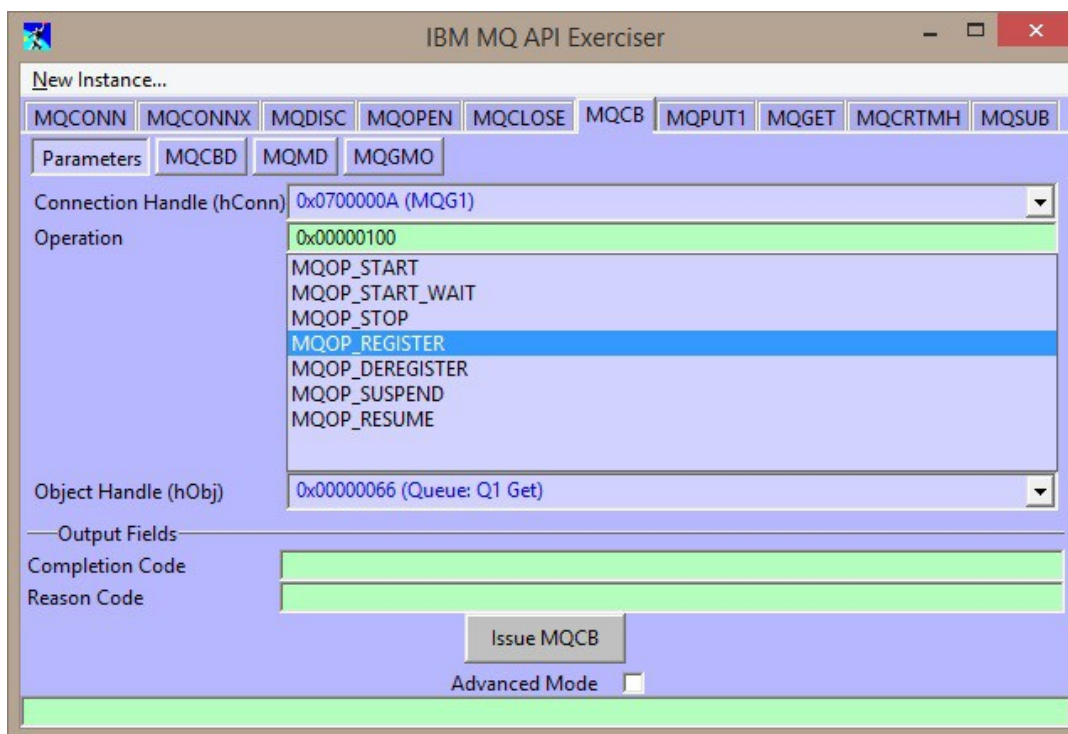 IBM MQ API Exerciser
New Instance...
MQCONN MQCONNX MQDISC MQOPEN MQCLOSE MQCB MQPUT1 MQGET MQCRTMH MQSUB
Parameters MQCBD MQMD MQGMO
Connection Handle (hConn) 0x0700000A (MQG1)
Operation 0x00000100
MQOP_START
MQOP_START_WAIT
MQOP_STOP
MQOP_REGISTER
MQOP_DEREGISTER
MQOP_SUSPEND
MQOP_RESUME
Object Handle (hObj) 0x00000066 (Queue: Q1 Get)
Output Fields
Completion Code
Reason Code
Issue MQCB
Advanced Mode